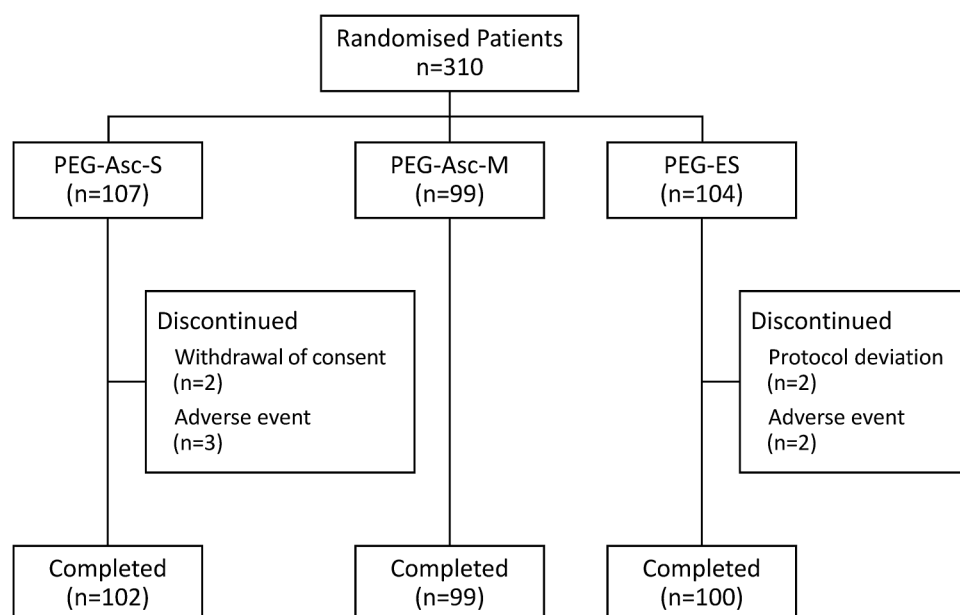 Randomised Patients
n=310
PEG-Asc-S
(n=107)
PEG-Asc-M
(n=99)
PEG-ES
(n=104)
Discontinued
Withdrawal of consent
(n=2)
Adverse event
(n=3)
Discontinued
Protocol deviation
(n=2)
Adverse event
(n=2)
Completed
(n=102)
Completed
(n=99)
Completed
(n=100)